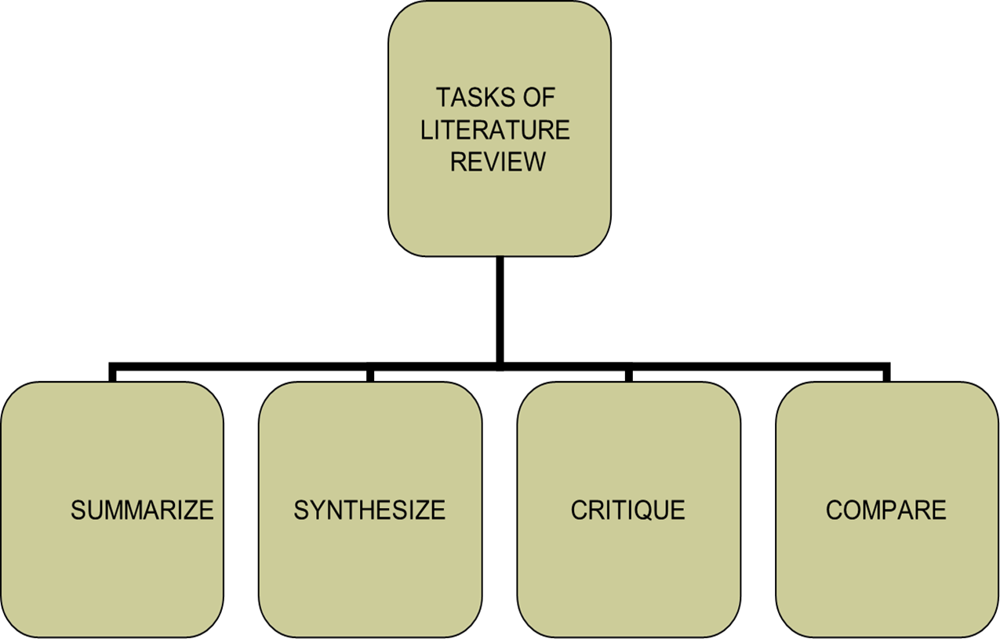 TASKS OF
LITERATURE
REVIEW
SUMMARIZE
SYNTHESIZE
CRITIQUE
COMPARE